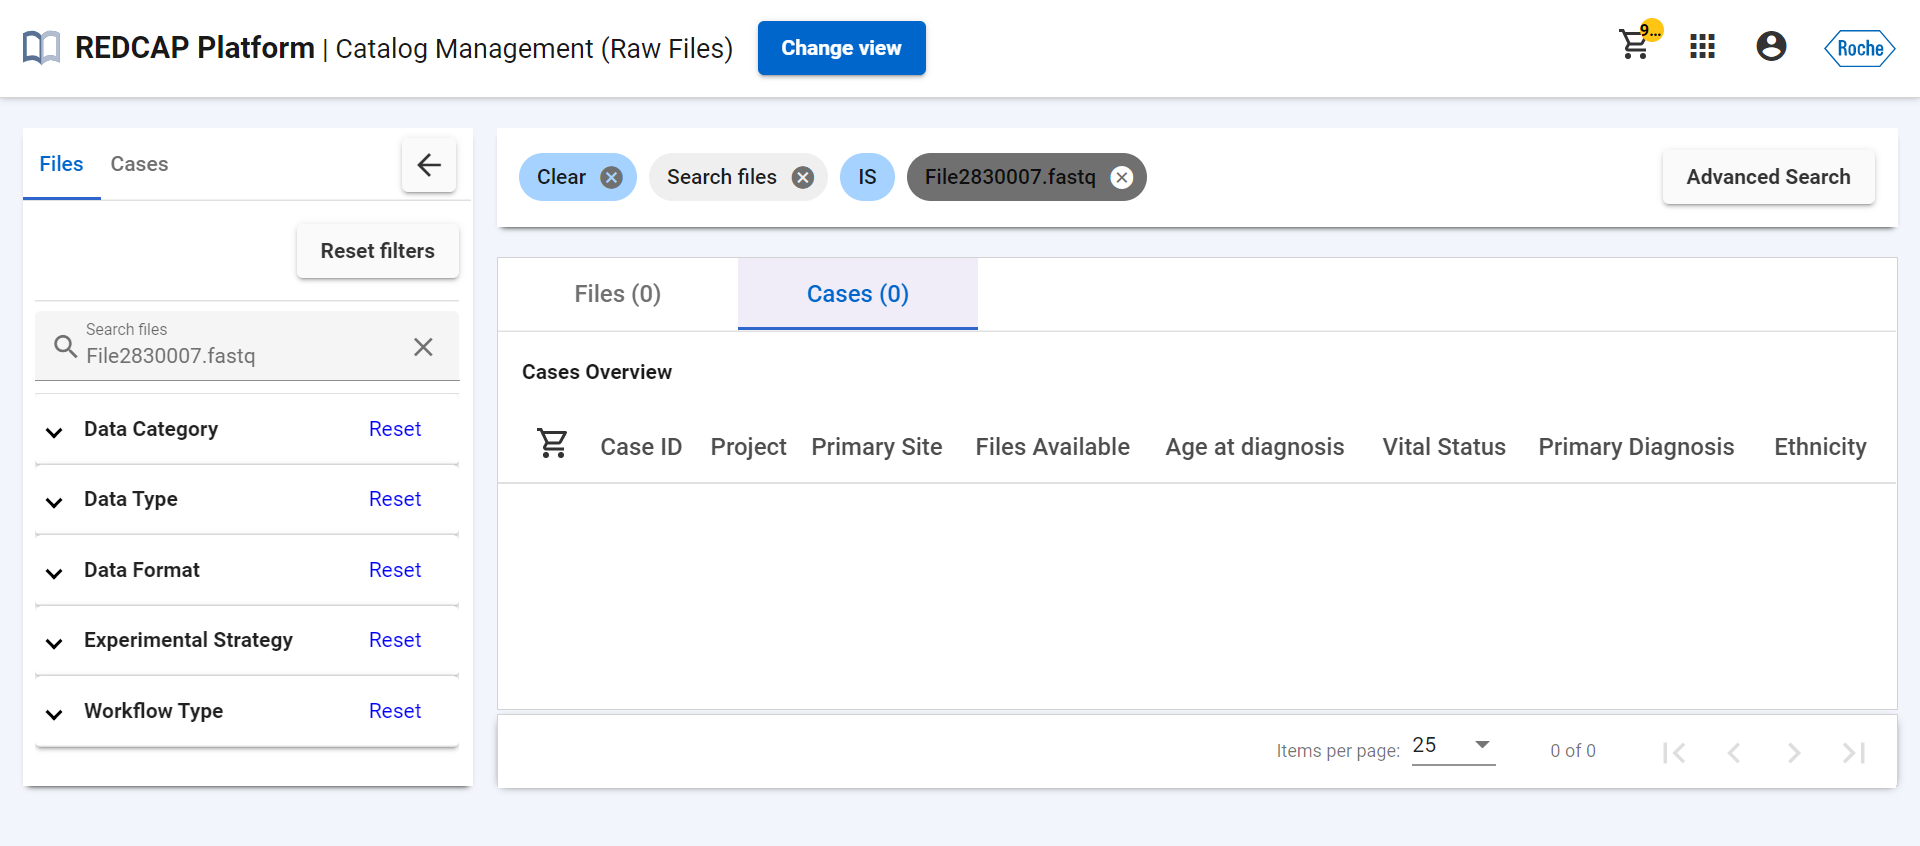 REDCAP Platform | Catalog Management (Raw Files)
Change view
9...
Roche
Files
Cases
Reset filters
Search files
File2830007.fastq
Data Category
Reset
Data Type
Reset
Data Format
Reset
Experimental Strategy
Reset
Workflow Type
Reset
Clear
Search files
IS
File2830007.fastq
Advanced Search
Files (0)
Cases (0)
Cases Overview
Case ID Project Primary Site Files Available Age at diagnosis Vital Status Primary Diagnosis Ethnicity
Items per page: 25 0 of 0